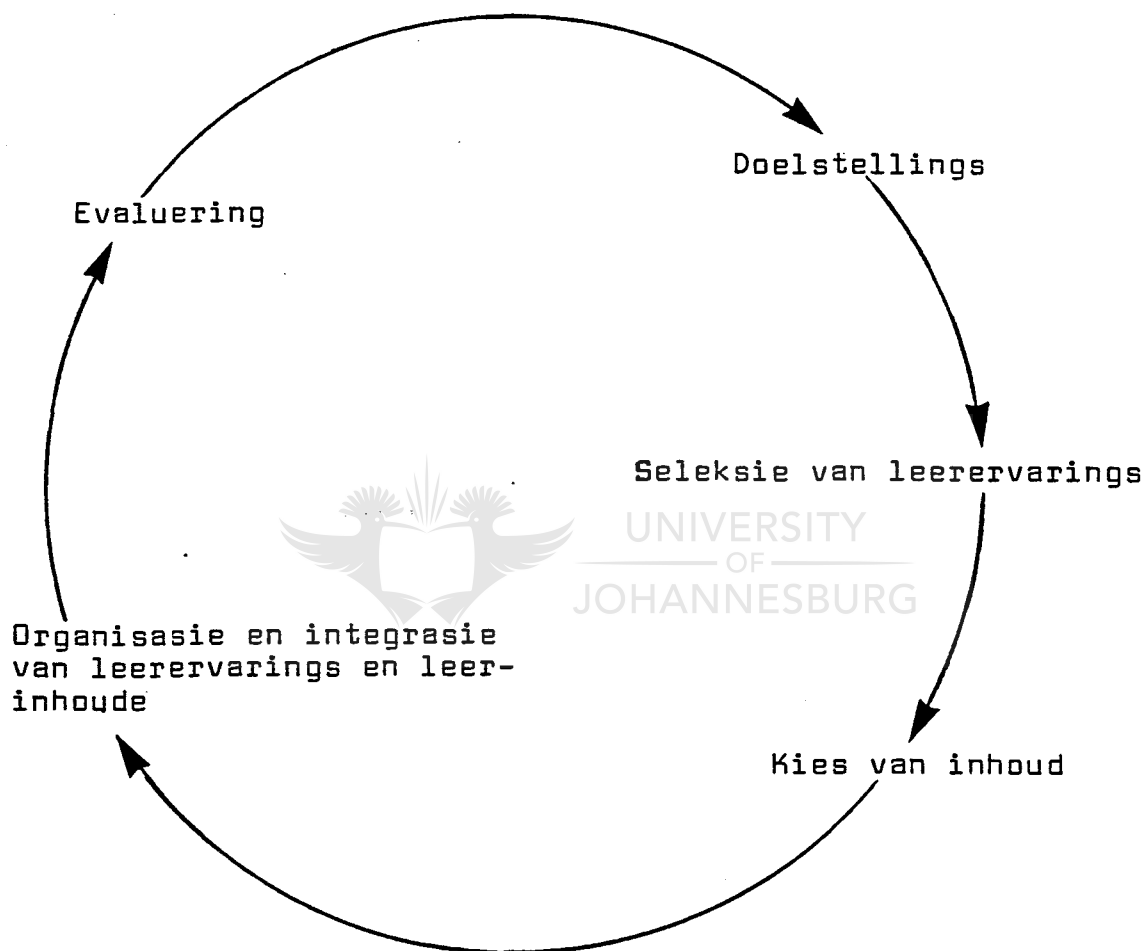 Doelstellings
Evaluering
Seleksie van leerervarings
UNIVERSITY
OF
JOHANNESBURG
Organisasie en integrasie
van leerervarings en leer-
inhoude
Kies van inhoud